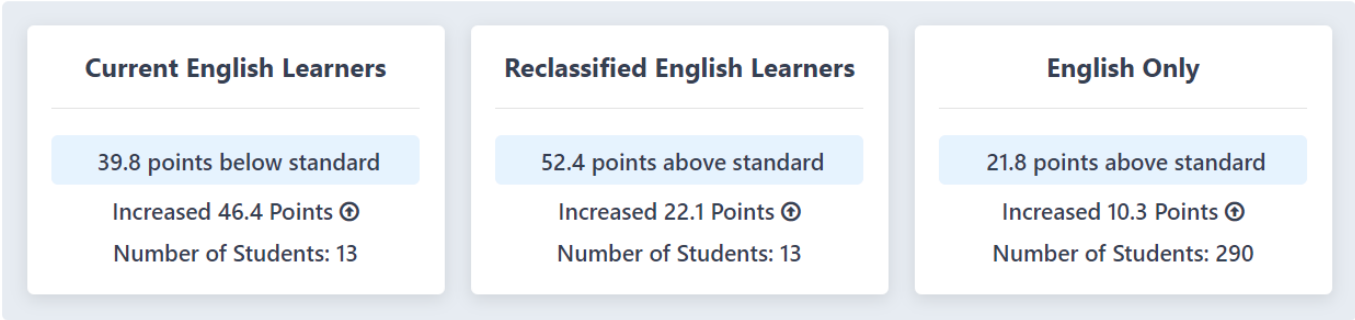 Current English Learners
39.8 points below standard
Increased 46.4 Points
Number of Students: 13
Reclassified English Learners
52.4 points above standard
Increased 22.1 Points
Number of Students: 13
English Only
21.8 points above standard
Increased 10.3 Points
Number of Students: 290